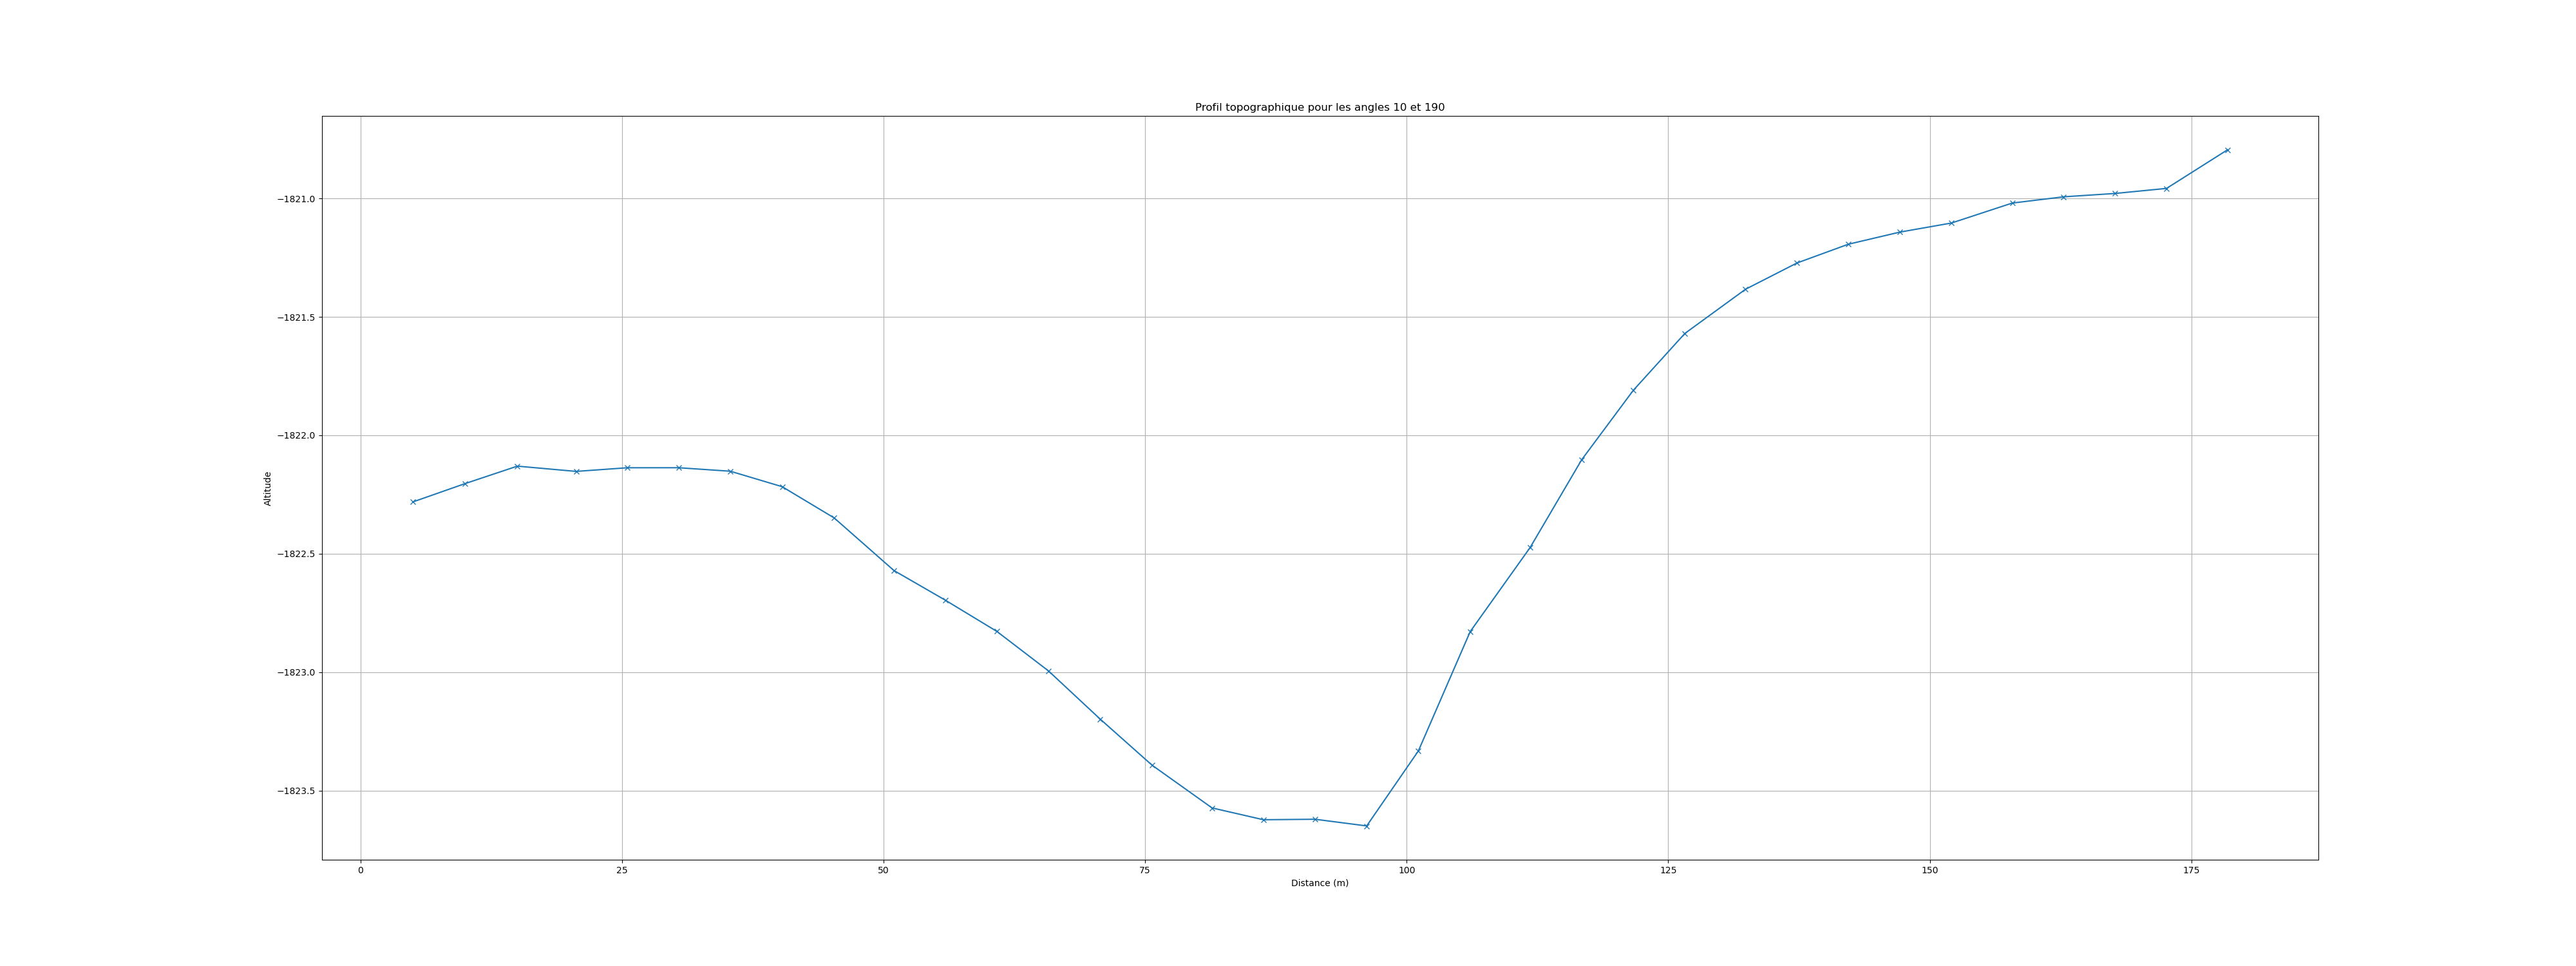 Profil topographique pour les angles 10 et 190
−1821.0
−1821.5
−1822.0
Altitude
−1822.5
−1823.0
−1823.5
0 25 50 75 100 125 150 175
Distance (m)